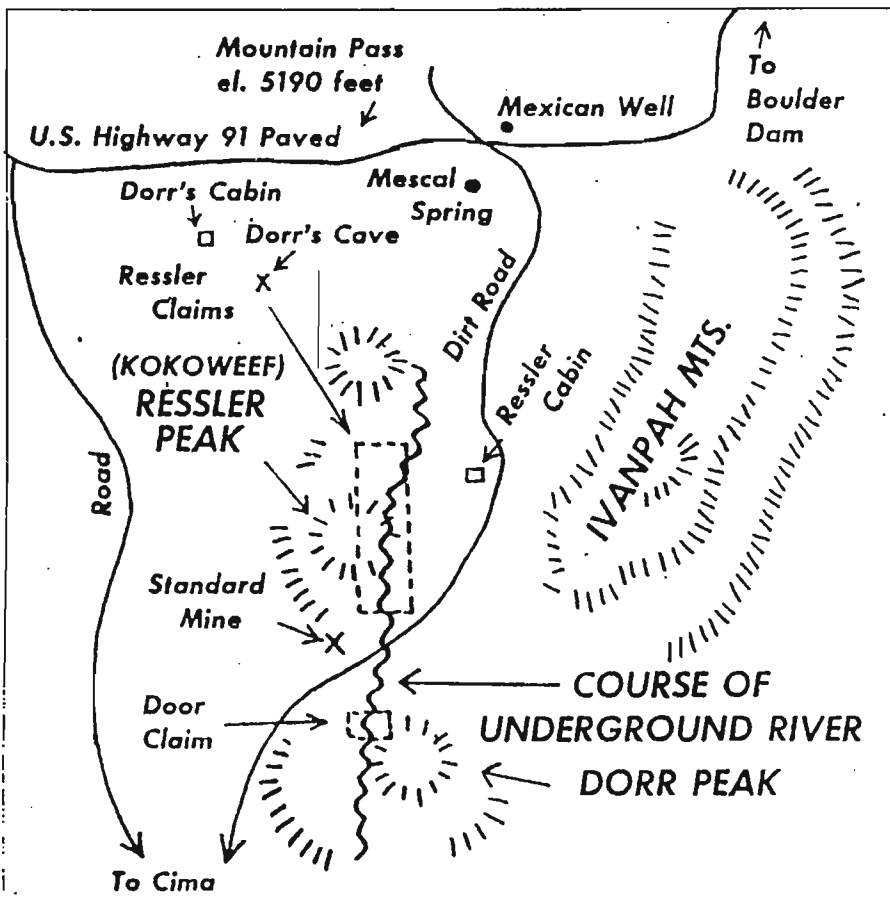 Mountain Pass
el. 5190 feet
To
Boulder
Dam
Mexican Well
U.S. Highway 91 Paved
Dorr's Cabin
Mescal
Spring
Dorr's Cave
Ressler
Claims
Dirt Road
(KOKOWEEF)
RESSLER
PEAK
Ressler
Cabin
IVANPAH MTS.
Road
Standard
Mine
COURSE OF
UNDERGROUND RIVER
Door
Claim
DORR PEAK
To Cima